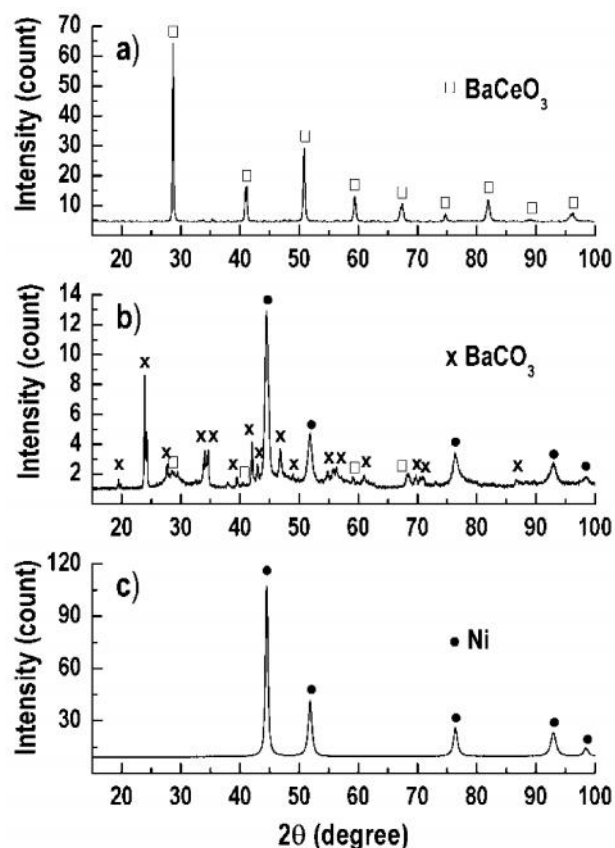 a)
Intensity (count)
70
60
50
40
30
20
10
□ BaCeO₃
20 30 40 50 60 70 80 90 100
b)
Intensity (count)
14
12
10
8
6
4
2
x BaCO₃
20 30 40 50 60 70 80 90 100
c)
Intensity (count)
120
90
60
30
• Ni
20 30 40 50 60 70 80 90 100
2θ (degree)